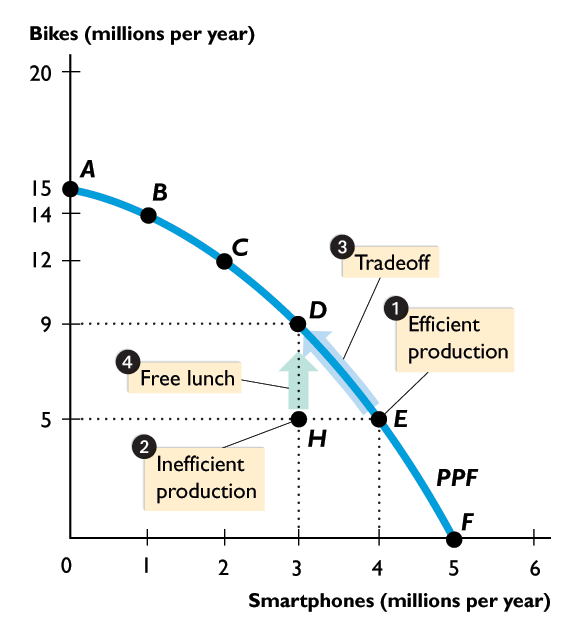 Bikes (millions per year)
20
A
15
B
14
C
12
3
Tradeoff
D
9
1
Efficient
production
4
Free lunch
5
E
H
2
Inefficient
production
PPF
F
0 1 2 3 4 5 6
Smartphones (millions per year)